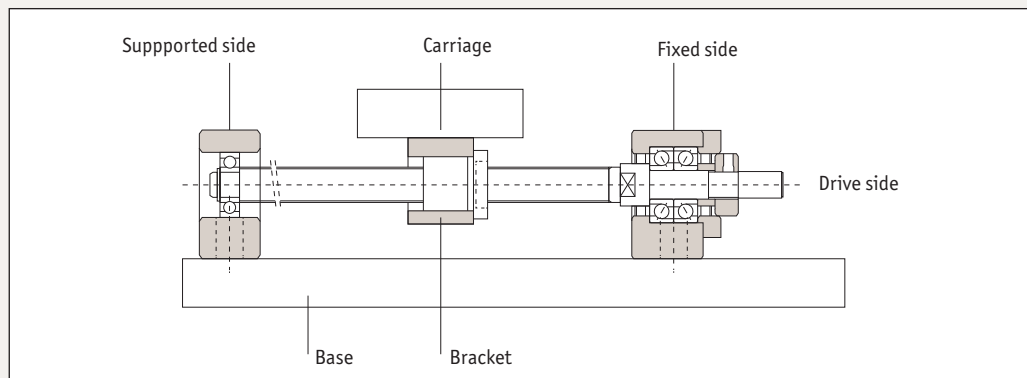 Suppported side
Carriage
Fixed side
Drive side
Base
Bracket